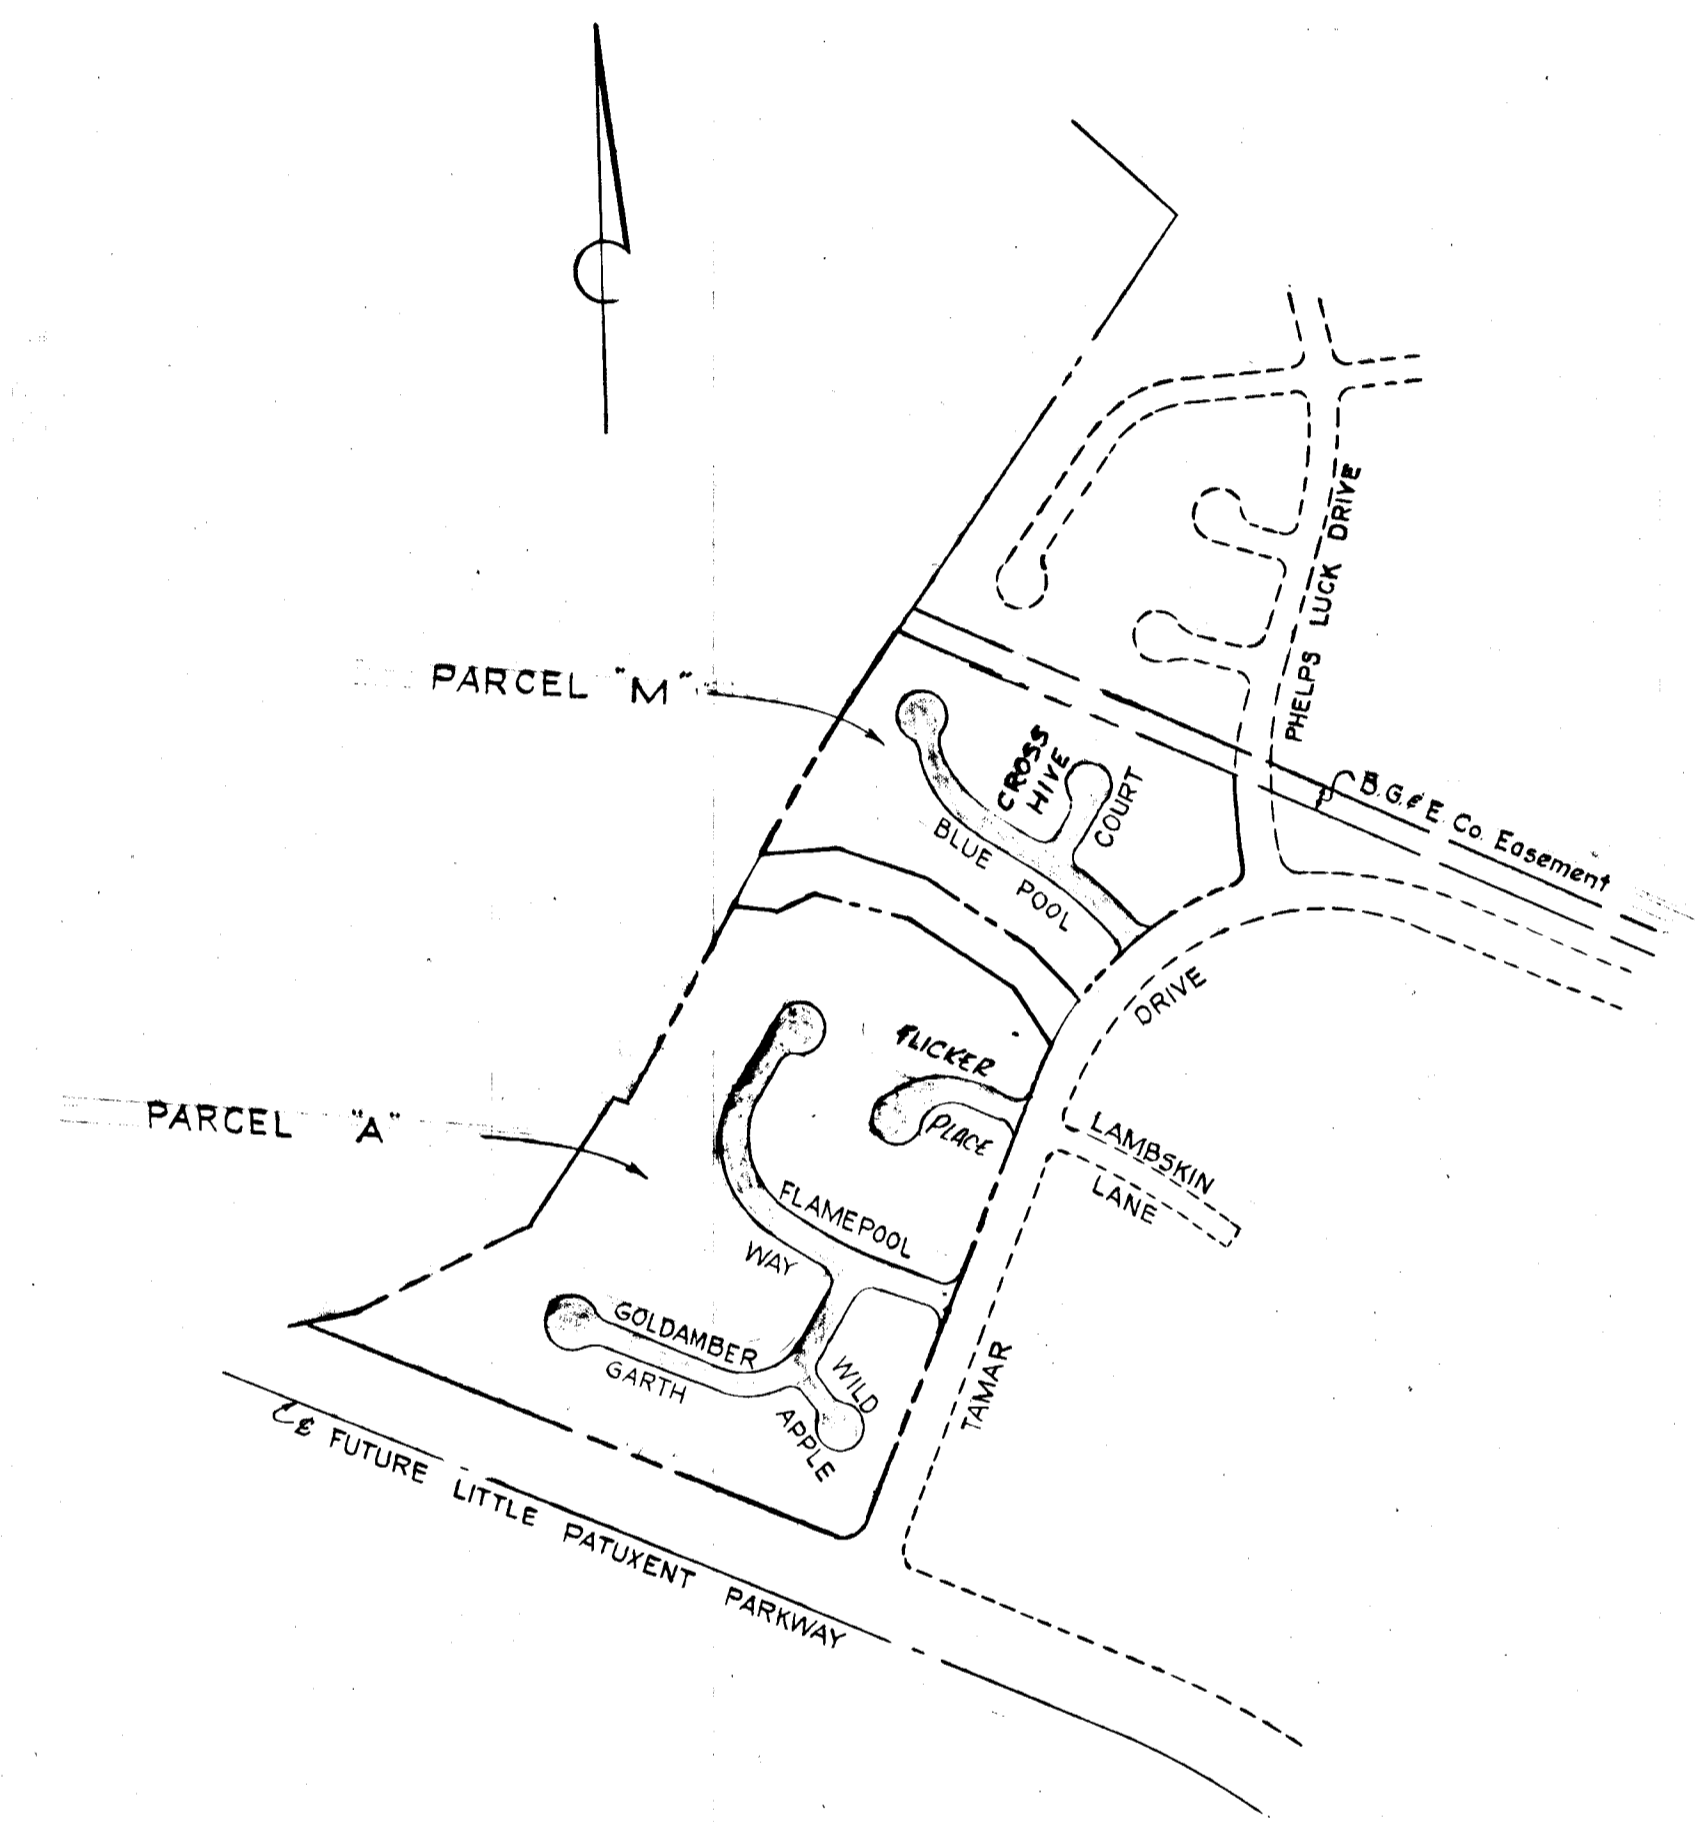 PHELPS LUCK DRIVE
PARCEL "M"
CROSS
HIVE
COURT
BLUE POOL
B.G.&E. Co. Easement
DRIVE
FLICKER
PLACE
PARCEL "A"
LAMBSKIN
LANE
FLAMEPOOL
WAY
GOLDAMBER
GARTH
WILD
APPLE
TAMAR
℄ FUTURE LITTLE PATUXENT PARKWAY